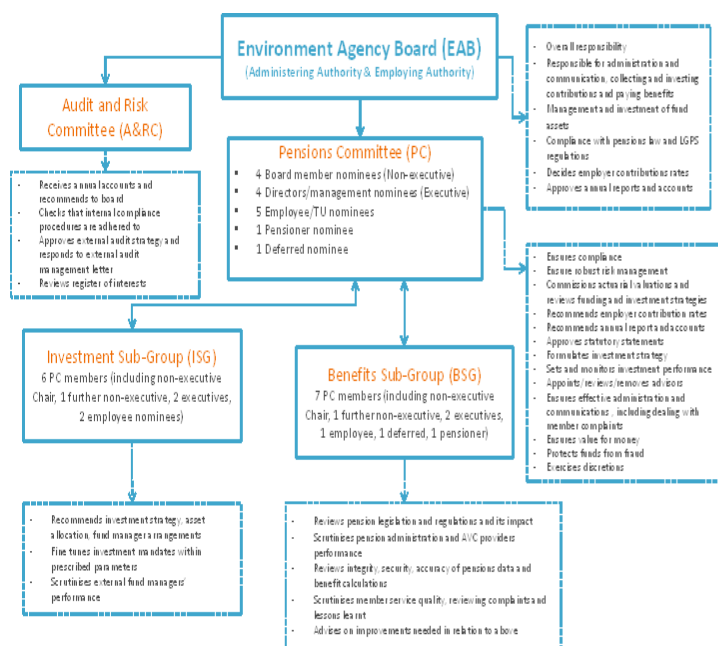 Environment Agency Board (EAB)
(Administering Authority & Employing Authority)
- Overall responsibility
- Responsible for administration and
communication, collecting and investing
contributions and paying benefits
- Management and investment of fund
assets
- Compliance with pensions law and LGPS
regulations
- Decides employer contributions rates
- Approves annual reports and accounts
Audit and Risk
Committee (A&RC)
- Receives annual accounts and
recommends to board
- Checks that internal compliance
procedures are adhered to
- Approves external audit strategy and
responds to external audit
management letter
- Reviews register of interests
Pensions Committee (PC)
▪ 4 Board member nominees (Non-executive)
▪ 4 Directors/management nominees (Executive)
▪ 5 Employee/TU nominees
▪ 1 Pensioner nominee
▪ 1 Deferred nominee
- Ensures compliance
- Ensure robust risk management
- Commissions actuarial valuations and
reviews funding and investment strategies
- Recommends employer contribution rates
- Recommends annual report and accounts
- Approves statutory statements
- Formulates investment strategy
- Sets and monitors investment performance
- Appoints/reviews/removes advisors
- Ensures effective administration and
communications, including dealing with
member complaints
- Ensures value for money
- Protects funds from fraud
- Exercises discretions
Investment Sub-Group (ISG)
6 PC members (including non-executive
Chair, 1 further non-executive, 2 executives,
2 employee nominees)
Benefits Sub-Group (BSG)
7 PC members (including non-executive
Chair, 1 further non-executive, 2 executives,
1 employee, 1 deferred, 1 pensioner)
- Recommends investment strategy, asset
allocation, fund manager arrangements
- Fine tunes investment mandates within
prescribed parameters
- Scrutinises external fund managers'
performance
- Reviews pension legislation and regulations and its impact
- Scrutinises pension administration and AVC providers
performance
- Reviews integrity, security, accuracy of pensions data and
benefit calculations
- Scrutinises member service quality, reviewing complaints and
lessons learnt
- Advises on improvements needed in relation to above